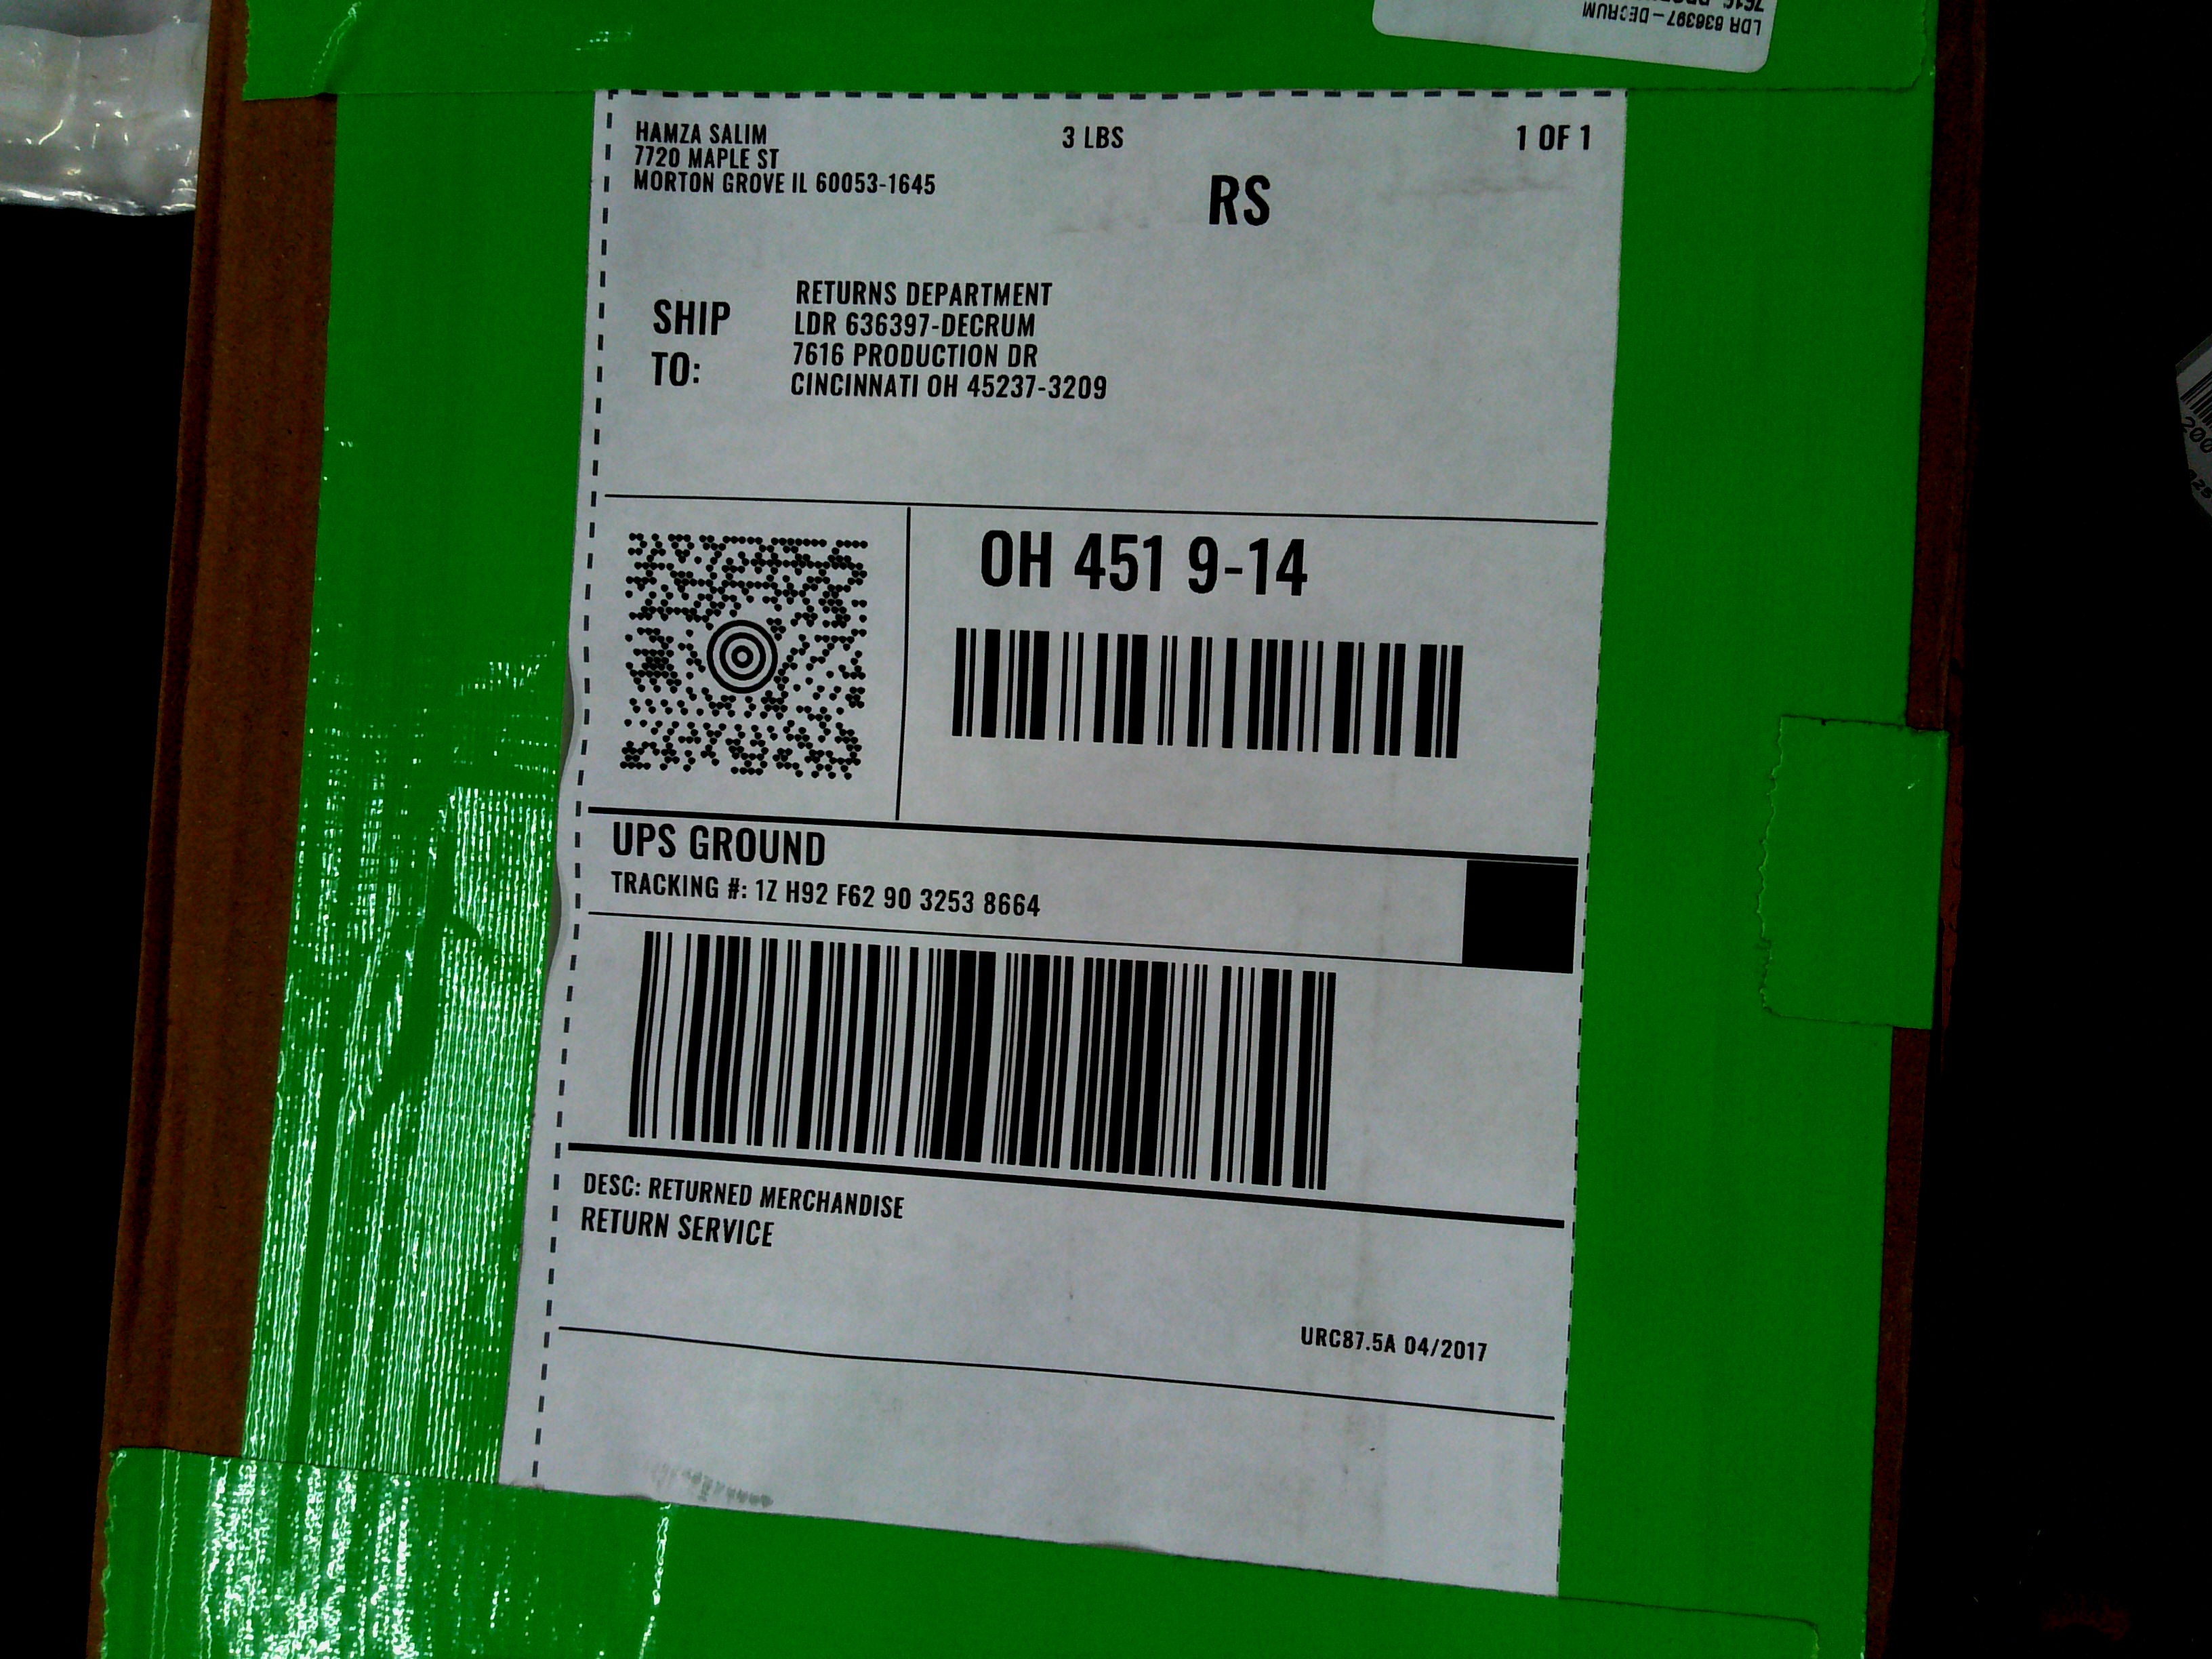 LDR 636397-DECRUM
HAMZA SALIM
7720 MAPLE ST
MORTON GROVE IL 60053-1645
3 LBS
1 OF 1
RS
SHIP
TO:
RETURNS DEPARTMENT
LDR 636397-DECRUM
7616 PRODUCTION DR
CINCINNATI OH 45237-3209
OH 451 9-14
UPS GROUND
TRACKING #: 1Z H92 F62 90 3253 8664
DESC: RETURNED MERCHANDISE
RETURN SERVICE
URC87.5A 04/2017